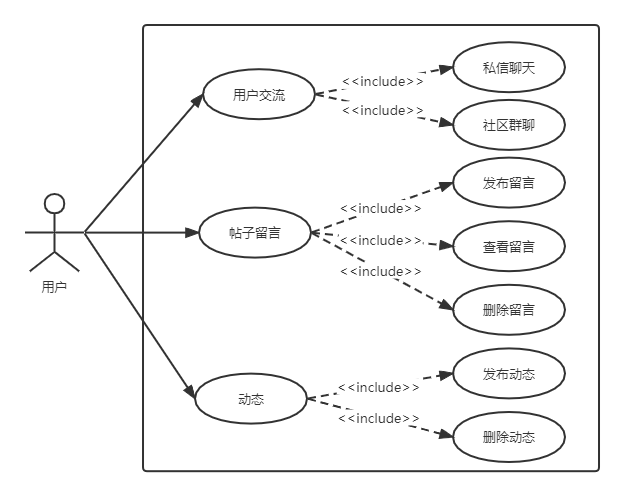 私信聊天
<<include>>
用户交流
<<include>>
社区群聊
发布留言
<<include>>
帖子留言
<<include>>
查看留言
<<include>>
用户
删除留言
发布动态
<<include>>
动态
<<include>>
删除动态